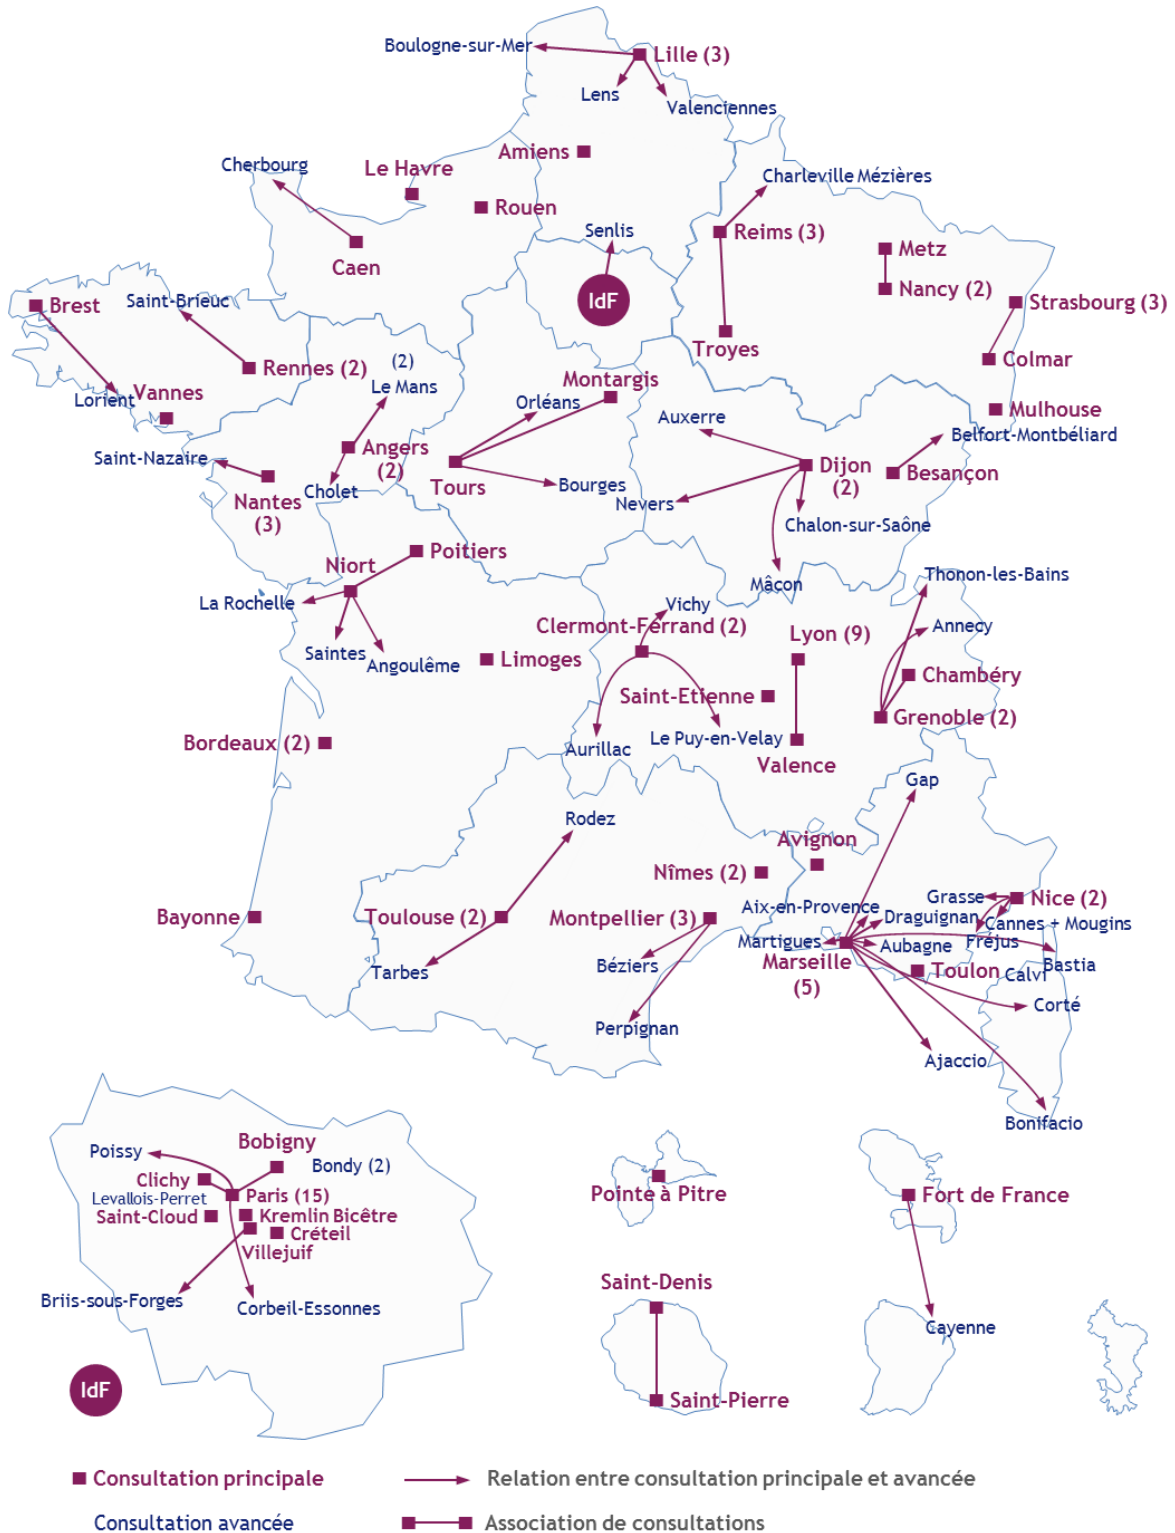 Boulogne-sur-Mer
Lille (3)
Lens
Valenciennes
Amiens
Cherbourg
Le Havre
Charleville Mézières
Rouen
Senlis
Reims (3)
Caen
Metz
IdF
Nancy (2)
Brest
Saint-Brieuc
Strasbourg (3)
Troyes
Colmar
Rennes (2)
(2)
Le Mans
Montargis
Vannes
Lorient
Orléans
Auxerre
Mulhouse
Belfort-Montbéliard
Angers
(2)
Saint-Nazaire
Dijon
(2)
Besançon
Tours
Bourges
Cholet
Nantes
(3)
Nevers
Chalon-sur-Saône
Poitiers
Niort
Mâcon
Thonon-les-Bains
La Rochelle
Vichy
Clermont-Ferrand (2)
Lyon (9)
Annecy
Saintes
Angoulême
Limoges
Chambéry
Saint-Etienne
Grenoble (2)
Bordeaux (2)
Aurillac
Le Puy-en-Velay
Valence
Gap
Rodez
Avignon
Nîmes (2)
Grasse
Nice (2)
Bayonne
Toulouse (2)
Montpellier (3)
Aix-en-Provence
Draguignan
Cannes + Mougins
Martigues
Aubagne
Fréjus
Tarbes
Béziers
Marseille
(5)
Toulon
Calvi
Bastia
Corté
Perpignan
Ajaccio
Bonifacio
Poissy
Bobigny
Bondy (2)
Clichy
Levallois-Perret
Paris (15)
Saint-Cloud
Kremlin Bicêtre
Créteil
Villejuif
Briis-sous-Forges
Corbeil-Essonnes
IdF
Pointe à Pitre
Fort de France
Saint-Denis
Cayenne
Saint-Pierre
Consultation principale
Relation entre consultation principale et avancée
Consultation avancée
Association de consultations